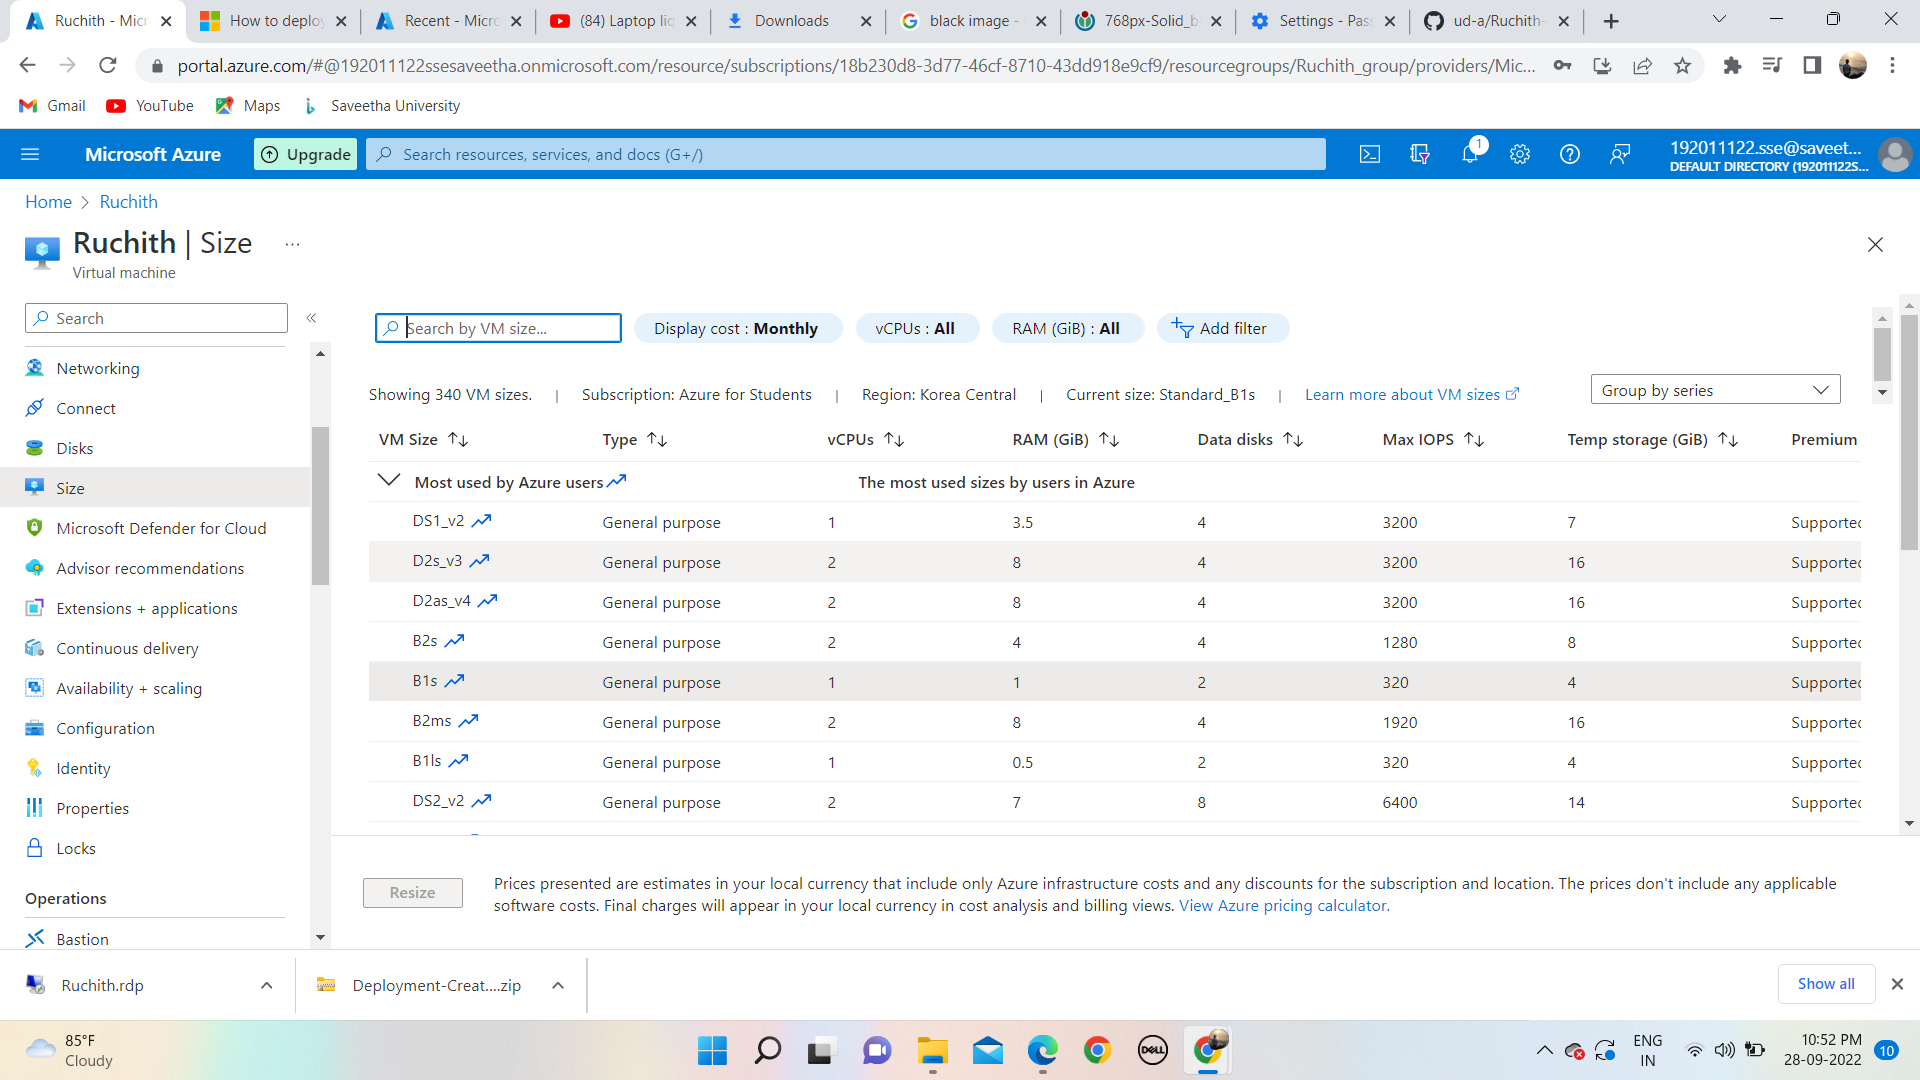 Ruchith - Micr
How to deploy
Recent - Micro
(84) Laptop liq
Downloads
black image -
768px-Solid_b
Settings - Pass
ud-a/Ruchith-
portal.azure.com/#@192011122ssesaveetha.onmicrosoft.com/resource/subscriptions/18b230d8-3d77-46cf-8710-43dd918e9cf9/resourcegroups/Ruchith_group/providers/Mic...
Gmail YouTube Maps Saveetha University
Microsoft Azure
Upgrade
Search resources, services, and docs (G+/)
1
192011122.sse@saveet...
DEFAULT DIRECTORY (192011122S...
Home > Ruchith
Ruchith | Size ...
Virtual machine
Search
Networking
Connect
Disks
Size
Microsoft Defender for Cloud
Advisor recommendations
Extensions + applications
Continuous delivery
Availability + scaling
Configuration
Identity
Properties
Locks
Operations
Bastion
Search by VM size...
Display cost : Monthly
vCPUs : All
RAM (GiB) : All
Add filter
Showing 340 VM sizes. | Subscription: Azure for Students | Region: Korea Central | Current size: Standard_B1s | Learn more about VM sizes
Group by series
VM Size Type vCPUs RAM (GiB) Data disks Max IOPS Temp storage (GiB) Premium
Most used by Azure users The most used sizes by users in Azure
DS1_v2 General purpose 1 3.5 4 3200 7 Supported
D2s_v3 General purpose 2 8 4 3200 16 Supported
D2as_v4 General purpose 2 8 4 3200 16 Supported
B2s General purpose 2 4 4 1280 8 Supported
B1s General purpose 1 1 2 320 4 Supported
B2ms General purpose 2 8 4 1920 16 Supported
B1ls General purpose 1 0.5 2 320 4 Supported
DS2_v2 General purpose 2 7 8 6400 14 Supported
Resize
Prices presented are estimates in your local currency that include only Azure infrastructure costs and any discounts for the subscription and location. The prices don't include any applicable
software costs. Final charges will appear in your local currency in cost analysis and billing views. View Azure pricing calculator.
Ruchith.rdp
Deployment-Creat....zip
Show all
85°F
Cloudy
DELL
ENG
IN
10:52 PM
28-09-2022
10